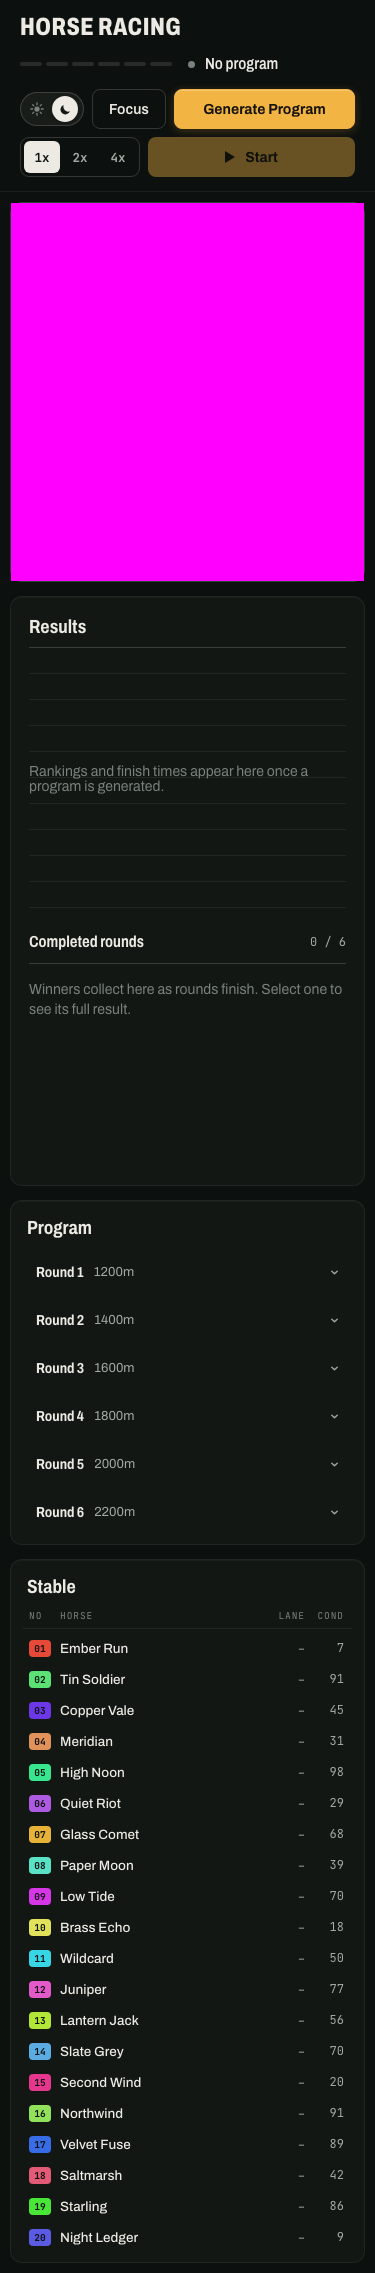 HORSE RACING
No program
Focus
Generate Program
1x 2x 4x
Start
Results
Rankings and finish times appear here once a
program is generated.
Completed rounds 0 / 6
Winners collect here as rounds finish. Select one to
see its full result.
Program
Round 1 1200m
Round 2 1400m
Round 3 1600m
Round 4 1800m
Round 5 2000m
Round 6 2200m
Stable
NO HORSE LANE COND
01 Ember Run – 7
02 Tin Soldier – 91
03 Copper Vale – 45
04 Meridian – 31
05 High Noon – 98
06 Quiet Riot – 29
07 Glass Comet – 68
08 Paper Moon – 39
09 Low Tide – 70
10 Brass Echo – 18
11 Wildcard – 50
12 Juniper – 77
13 Lantern Jack – 56
14 Slate Grey – 70
15 Second Wind – 20
16 Northwind – 91
17 Velvet Fuse – 89
18 Saltmarsh – 42
19 Starling – 86
20 Night Ledger – 9